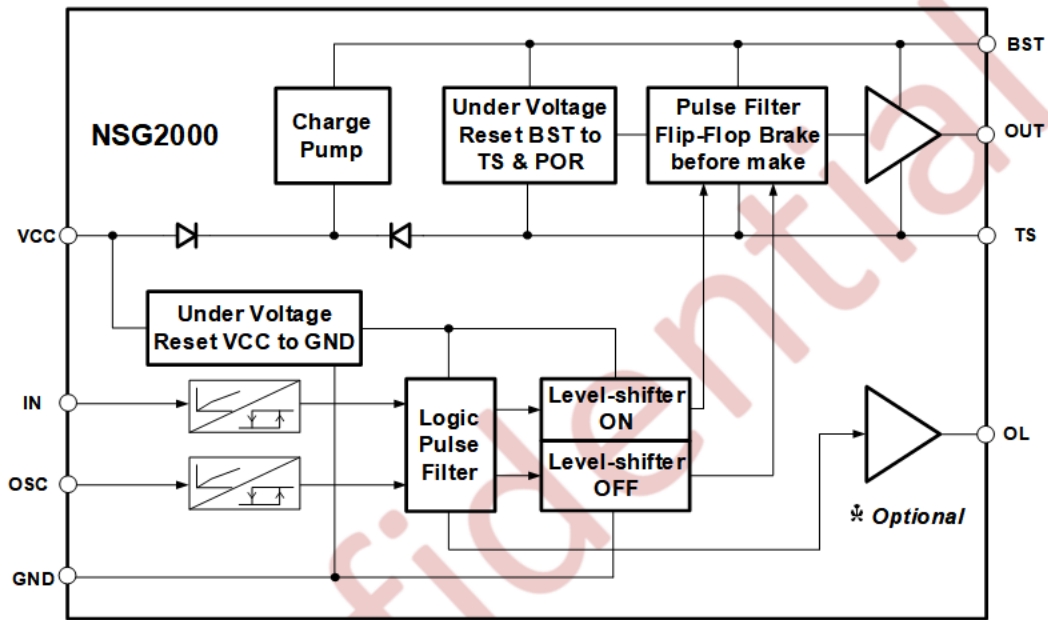 BST
NSG2000
Charge
Pump
Under Voltage
Reset BST to
TS & POR
Pulse Filter
Flip-Flop Brake
before make
OUT
VCC
TS
Under Voltage
Reset VCC to GND
IN
Logic
Pulse
Filter
Level-shifter
ON
Level-shifter
OFF
OL
OSC
Optional
GND
fidential